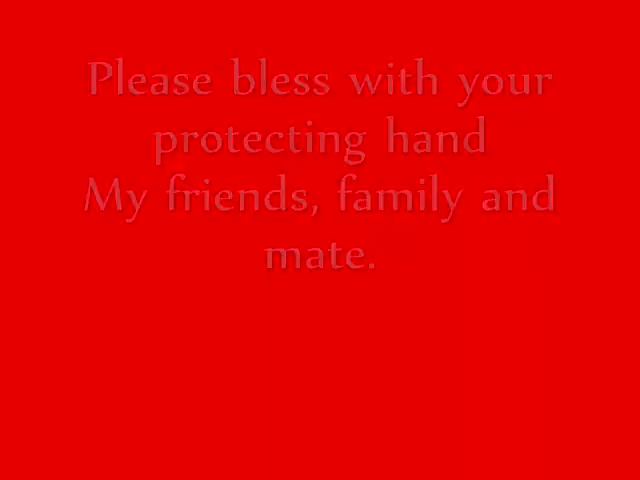 Please bless with your
protecting hand
My friends, family and
mate.